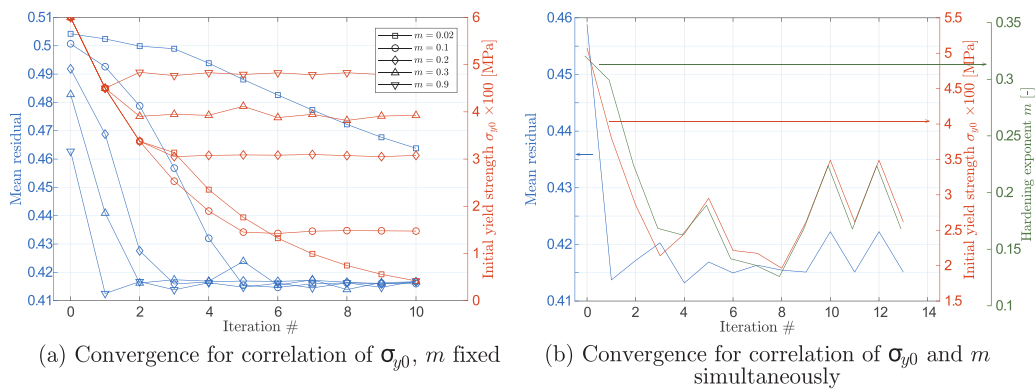 0.51
0.5
0.49
0.48
0.47
0.46
0.45
0.44
0.43
0.42
0.41
Mean residual
0 2 4 6 8 10
Iteration #
6
5
4
3
2
1
0
Initial yield strength σy0 ×100 [MPa]
m = 0.02
m = 0.1
m = 0.2
m = 0.3
m = 0.9
(a) Convergence for correlation of σy0, m fixed
0.46
0.45
0.44
0.43
0.42
0.41
Mean residual
0 2 4 6 8 10 12 14
Iteration #
5.5
5
4.5
4
3.5
3
2.5
2
1.5
Initial yield strength σy0 ×100 [MPa]
0.35
0.3
0.25
0.2
0.15
0.1
Hardening exponent m [-]
(b) Convergence for correlation of σy0 and m
simultaneously